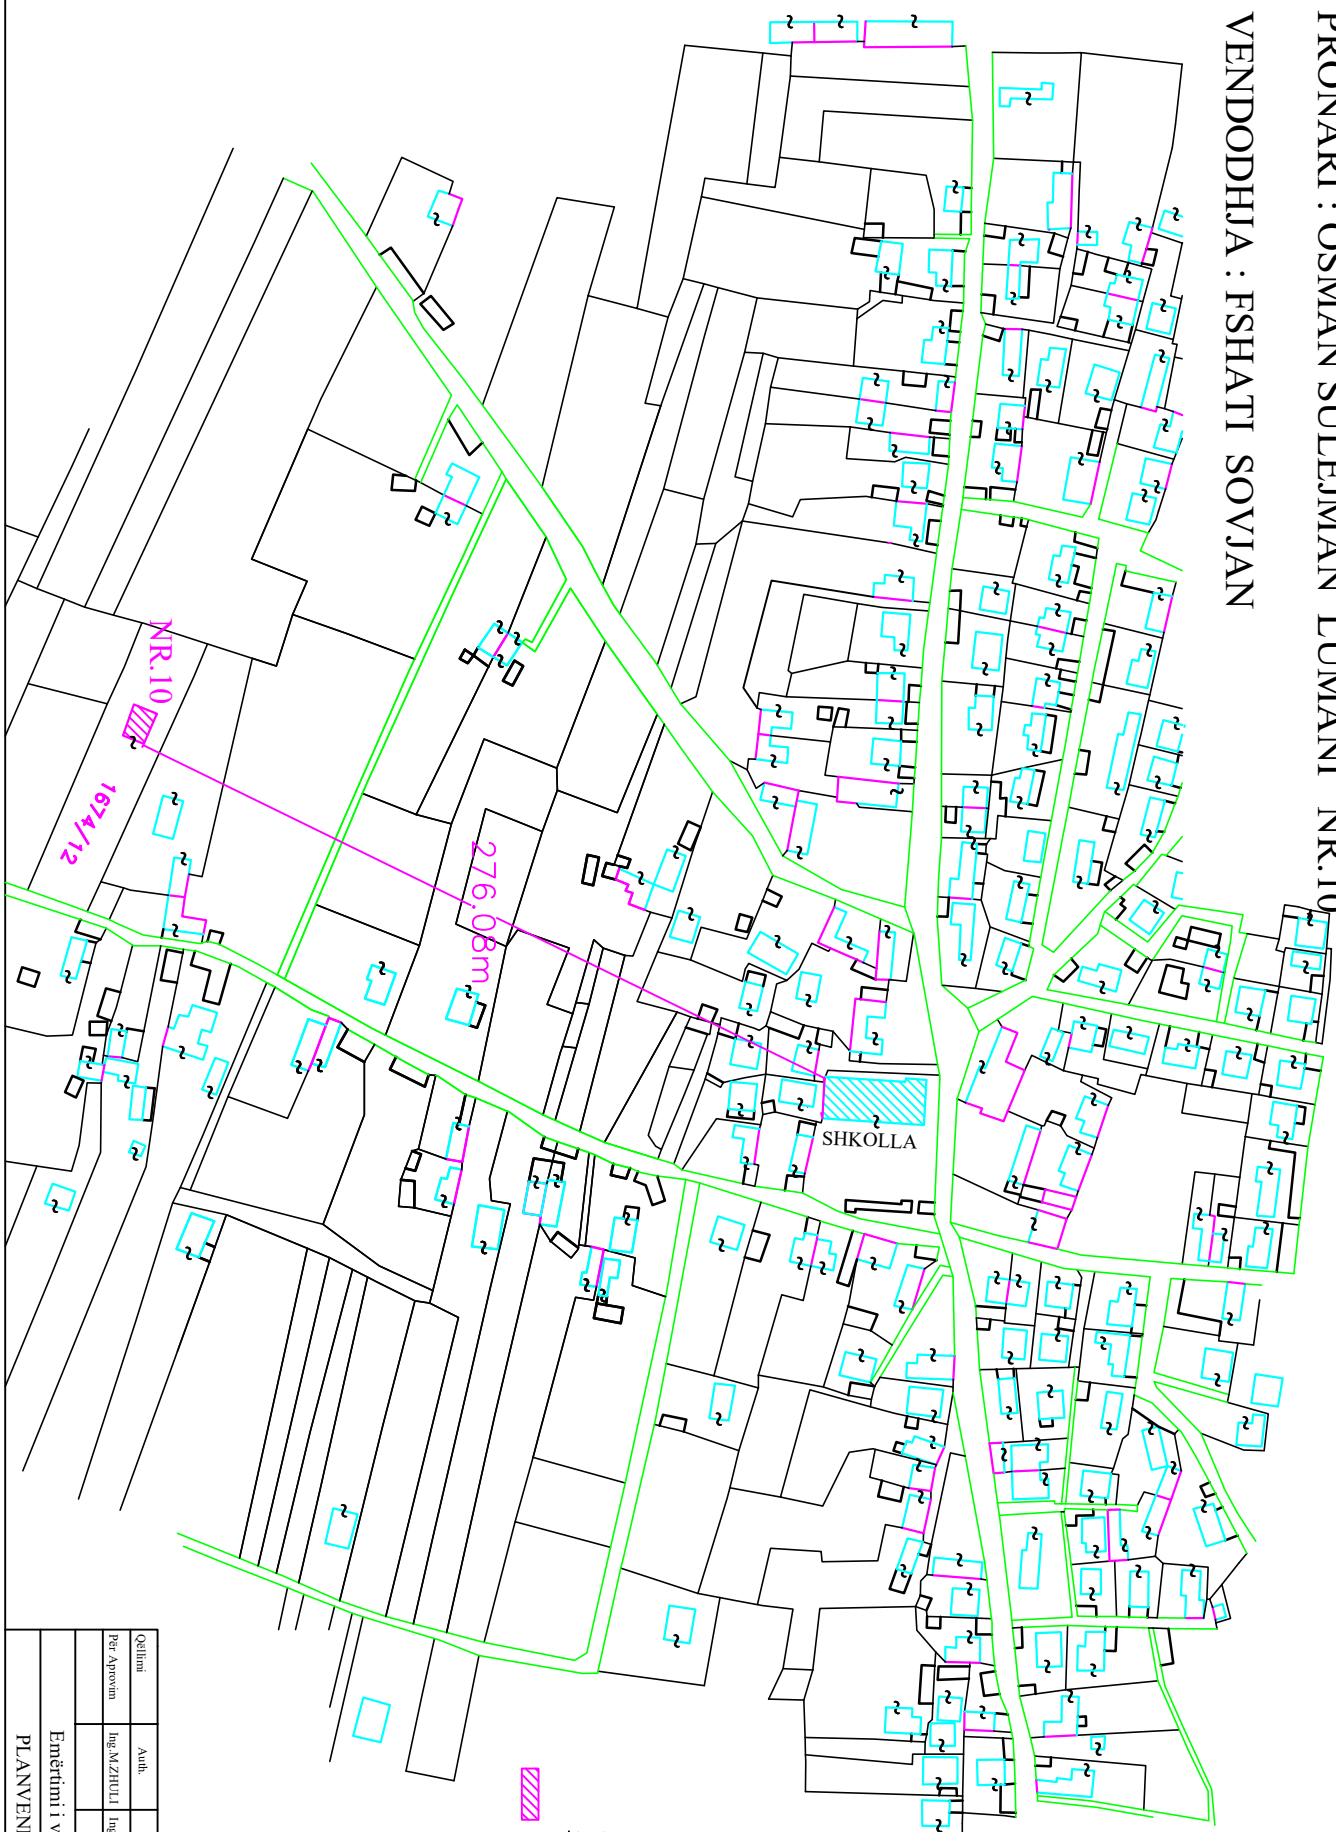 PRONARI : OSMAN SULEJMAN LUMANI NR.10
VENDODHJA : FSHATI SOVJAN
NR.10
1674/12
276.08m
SHKOLLA
Qëllimi
Auth.
Për Aprovim
Ing.M.ZHULI
Emërtimi i